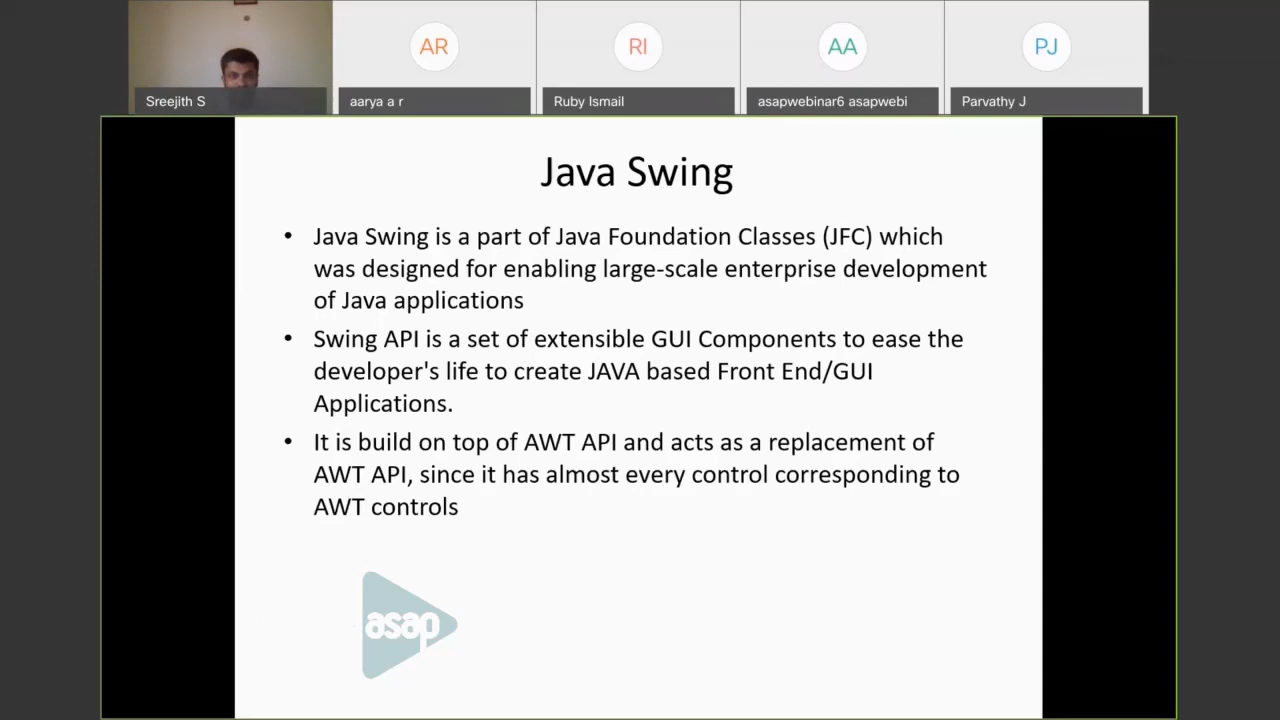 AR
RI
AA
PJ
Sreejith S
aarya a r
Ruby Ismail
asapwebinar6 asapwebi
Parvathy J
Java Swing
• Java Swing is a part of Java Foundation Classes (JFC) which
was designed for enabling large-scale enterprise development
of Java applications
• Swing API is a set of extensible GUI Components to ease the
developer's life to create JAVA based Front End/GUI
Applications.
• It is build on top of AWT API and acts as a replacement of
AWT API, since it has almost every control corresponding to
AWT controls
asap